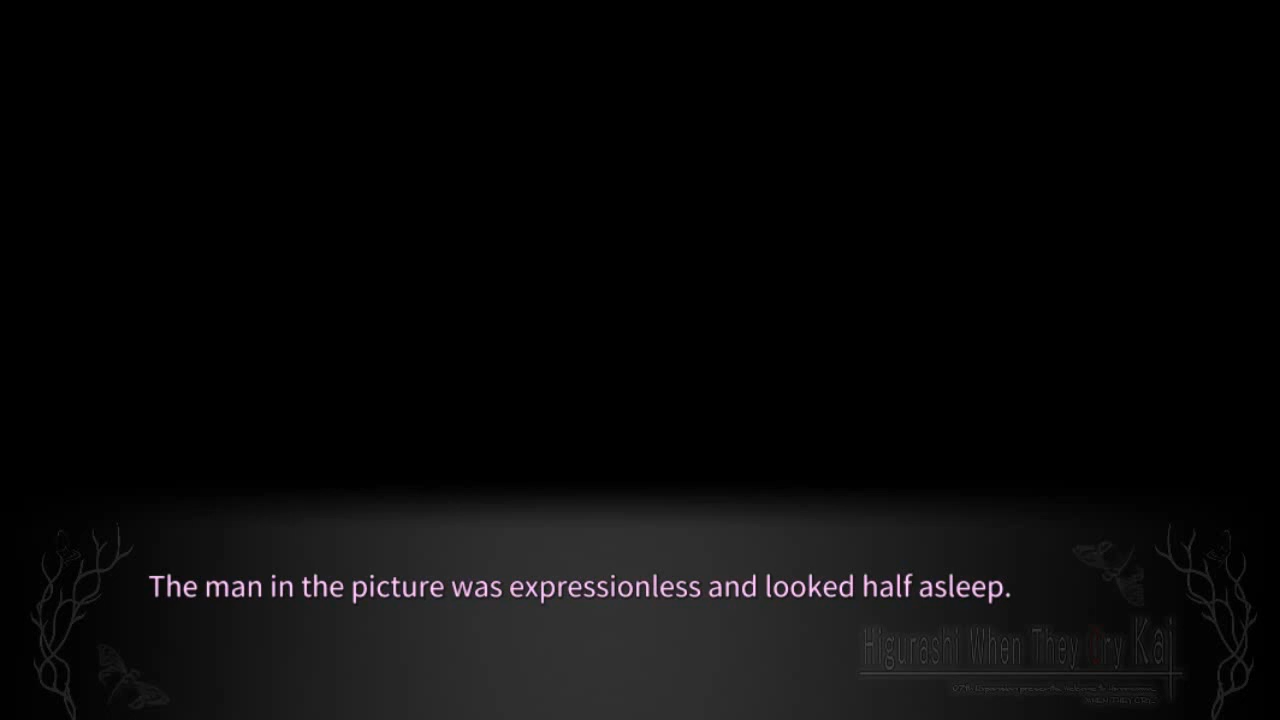 The man in the picture was expressionless and looked half asleep.
Higurashi When They Cry Kai